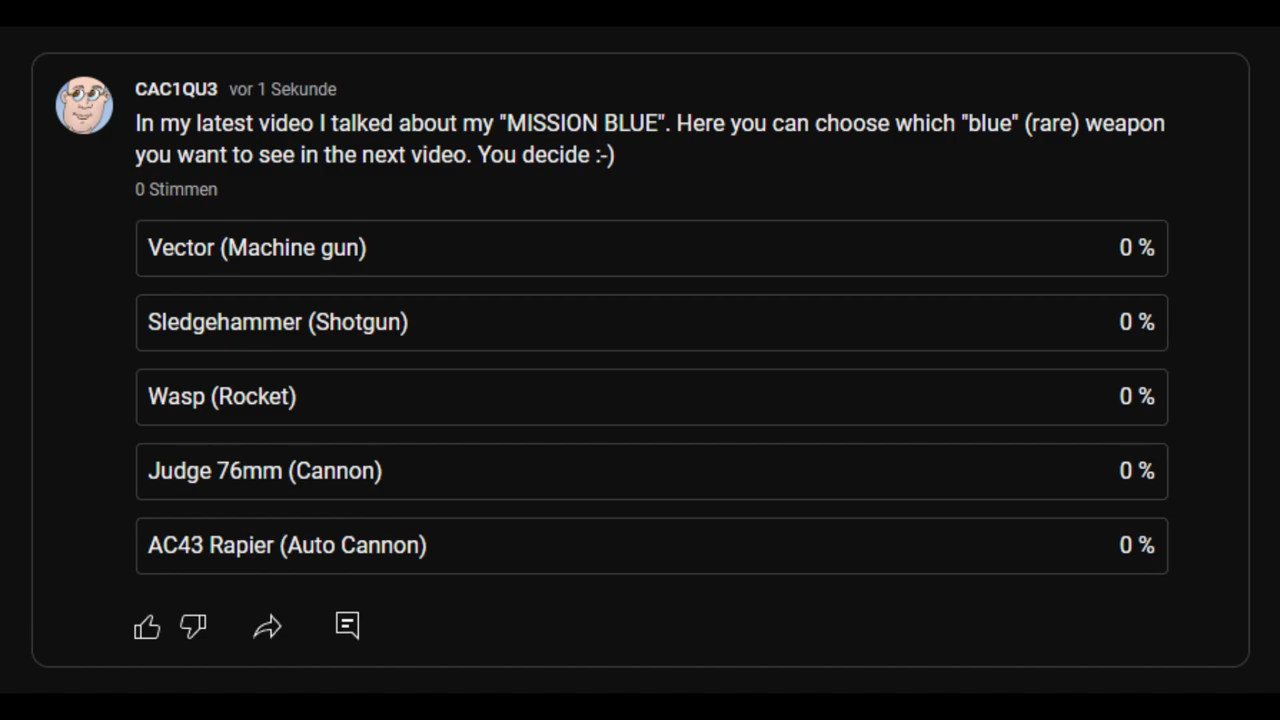 CAC1QU3 vor 1 Sekunde
In my latest video I talked about my "MISSION BLUE". Here you can choose which "blue" (rare) weapon
you want to see in the next video. You decide :-)
0 Stimmen
Vector (Machine gun) 0 %
Sledgehammer (Shotgun) 0 %
Wasp (Rocket) 0 %
Judge 76mm (Cannon) 0 %
AC43 Rapier (Auto Cannon) 0 %